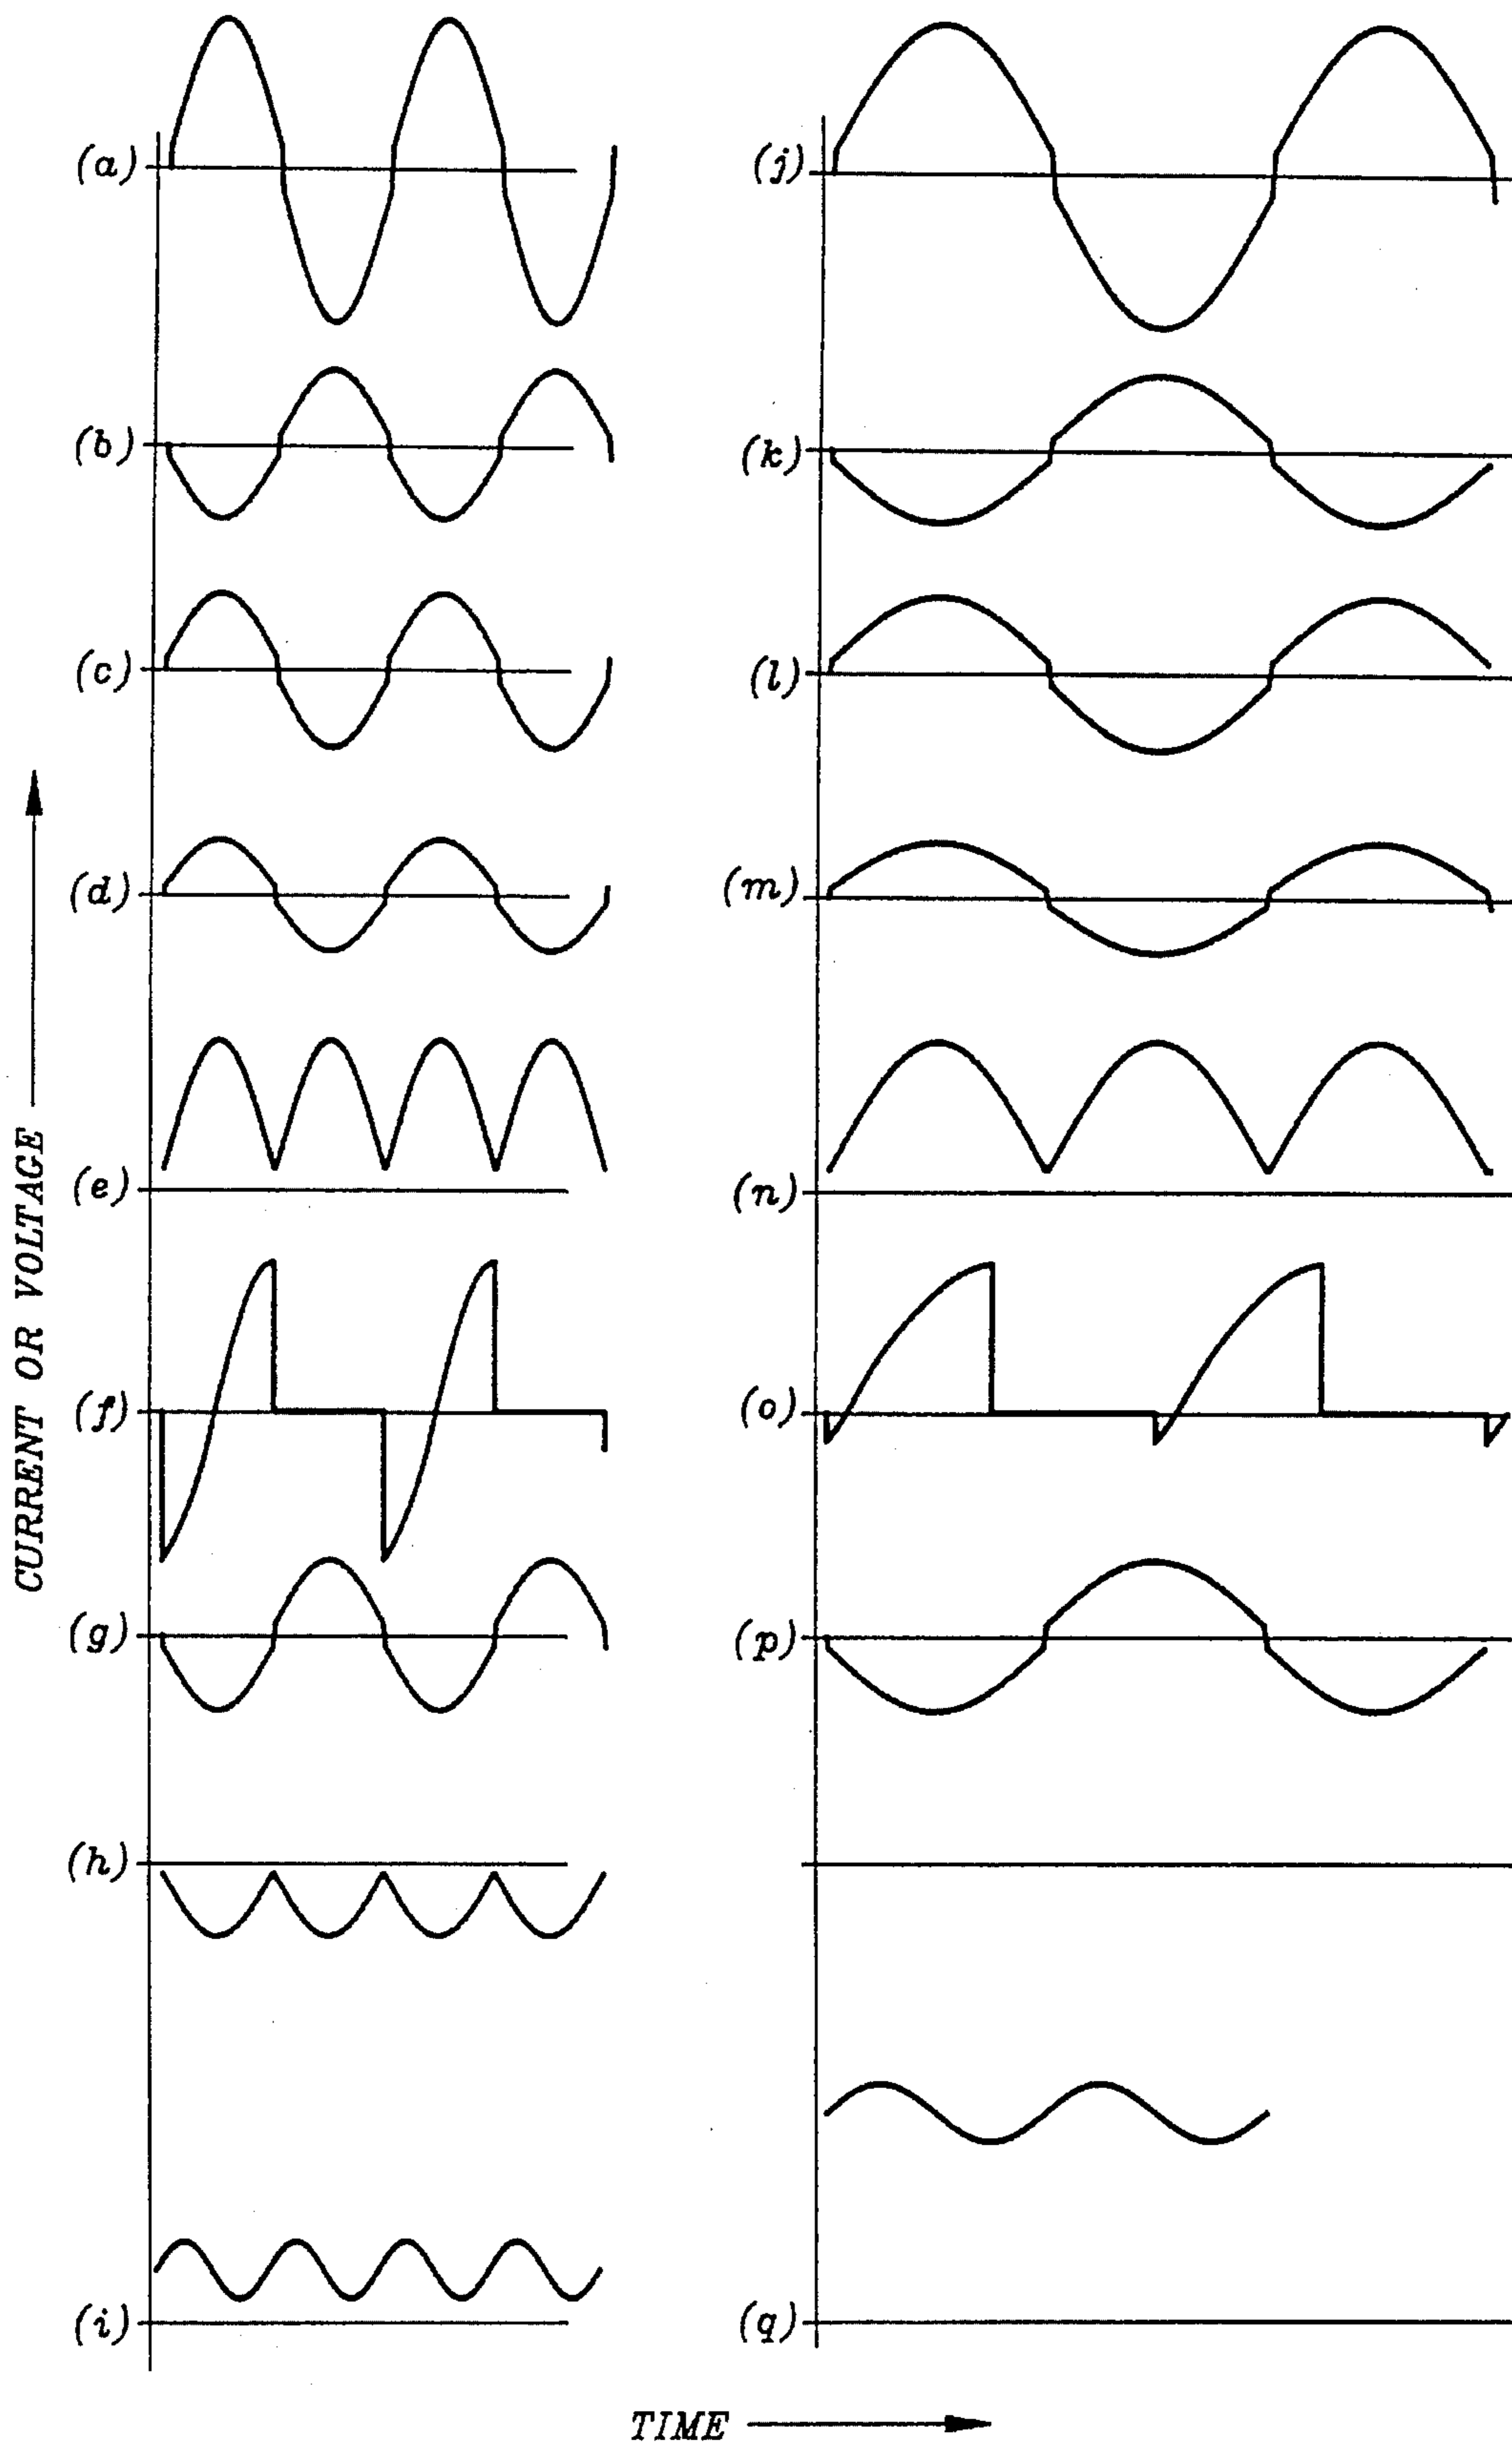 (a)
(b)
(c)
(d)
(e)
(f)
(g)
(h)
(i)
(j)
(k)
(l)
(m)
(n)
(o)
(p)
(q)
CURRENT OR VOLTAGE
TIME